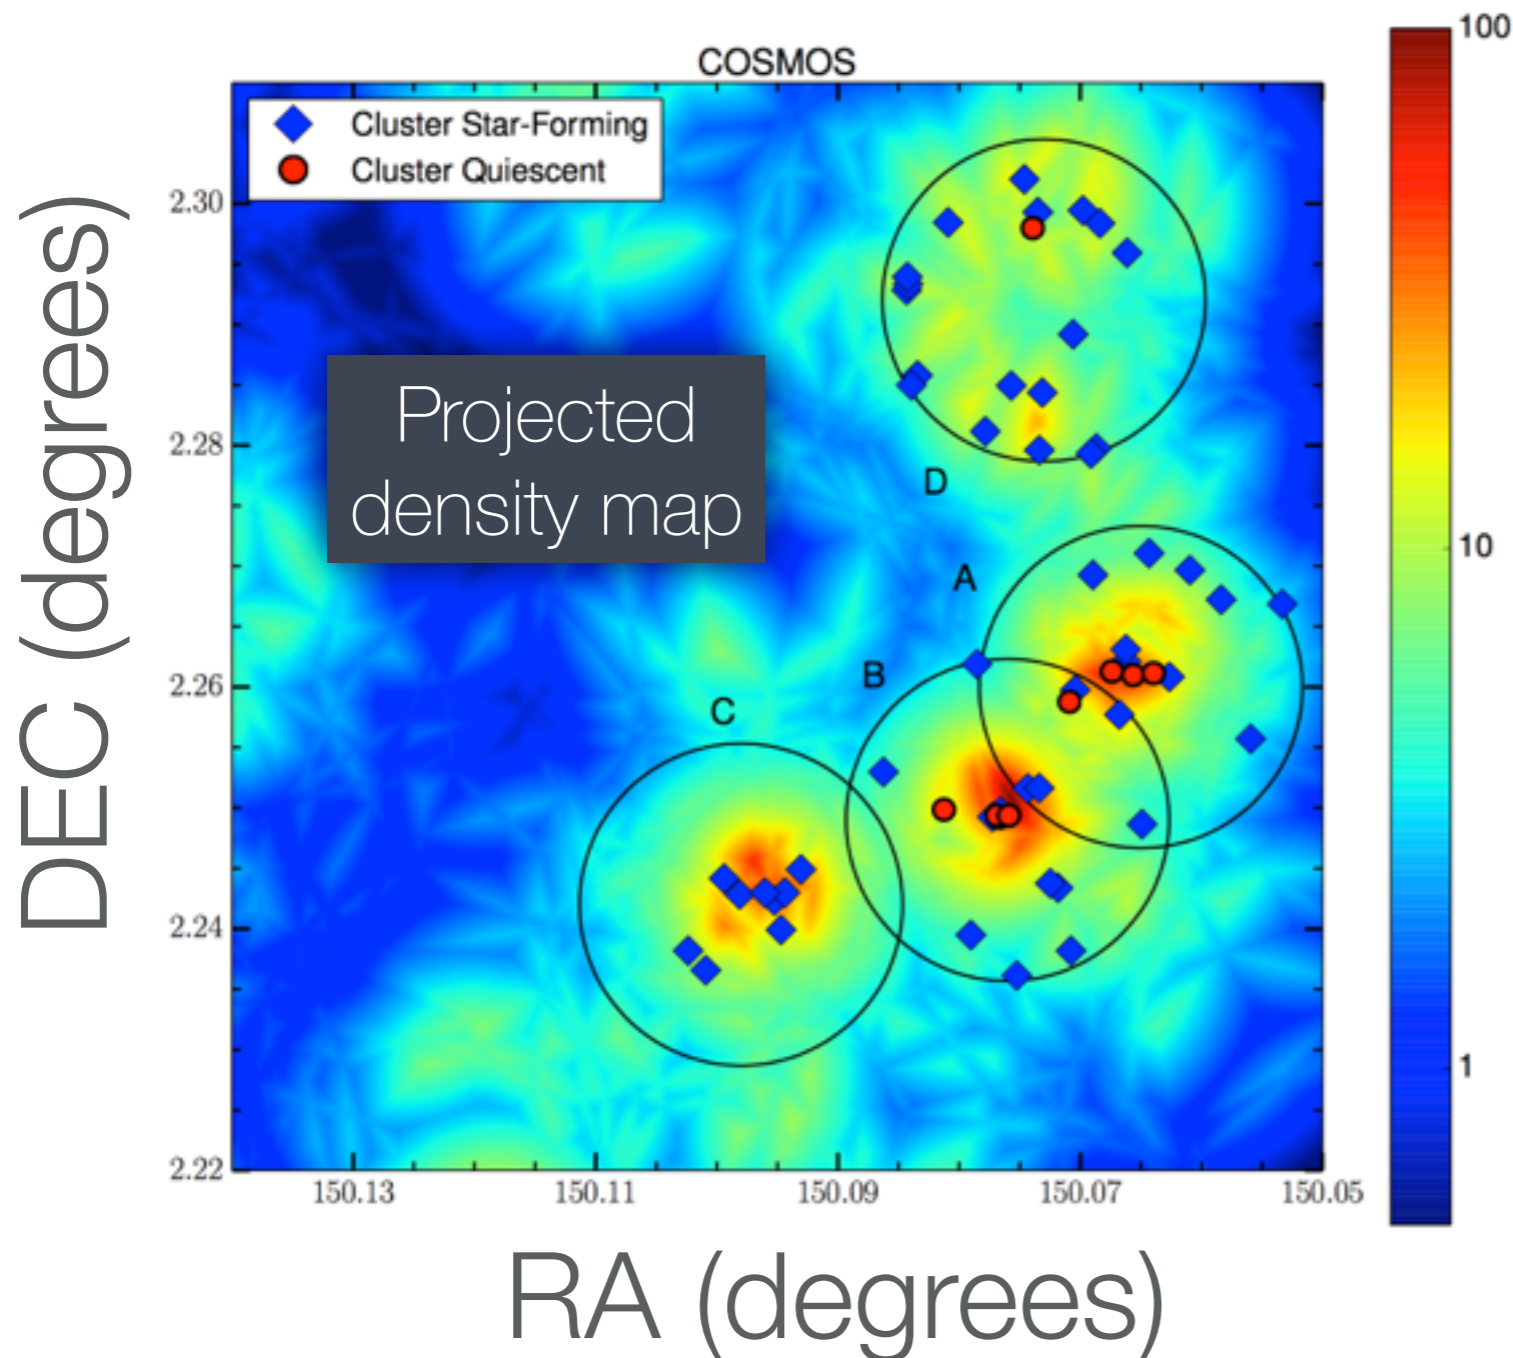 COSMOS
100
Cluster Star-Forming
Cluster Quiescent
2.30
Projected
density map
2.28
D
10
A
B
2.26
C
2.24
1
2.22
150.13 150.11 150.09 150.07 150.05
DEC (degrees)
RA (degrees)